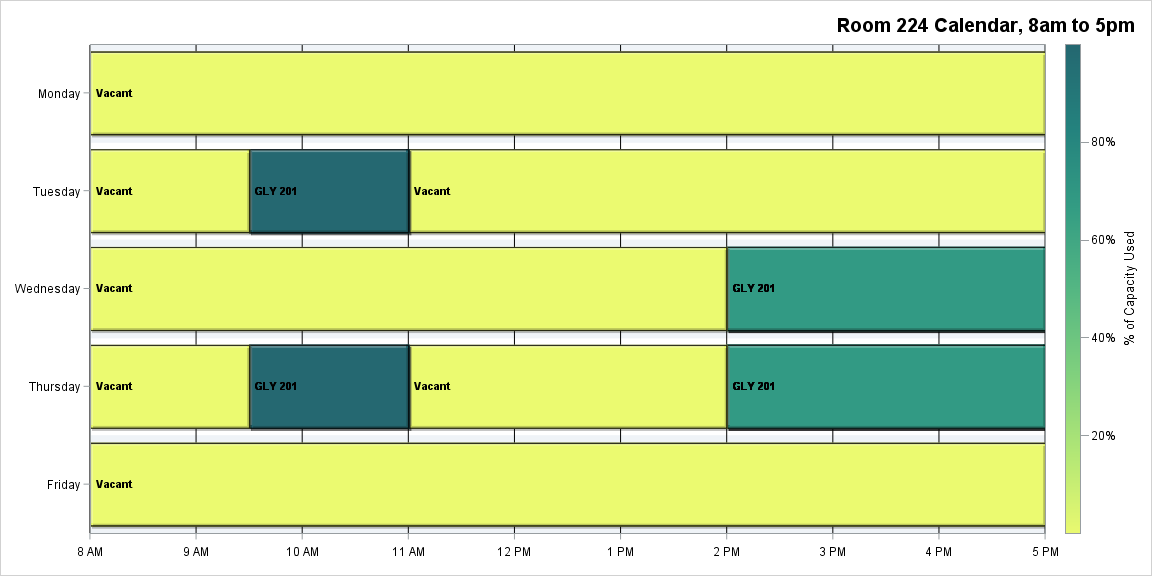 Room 224 Calendar, 8am to 5pm
Monday
Vacant
Tuesday
Vacant
GLY 201
Vacant
Wednesday
Vacant
GLY 201
Thursday
Vacant
GLY 201
Vacant
GLY 201
Friday
Vacant
8 AM 9 AM 10 AM 11 AM 12 PM 1 PM 2 PM 3 PM 4 PM 5 PM
80%
60%
40%
20%
% of Capacity Used